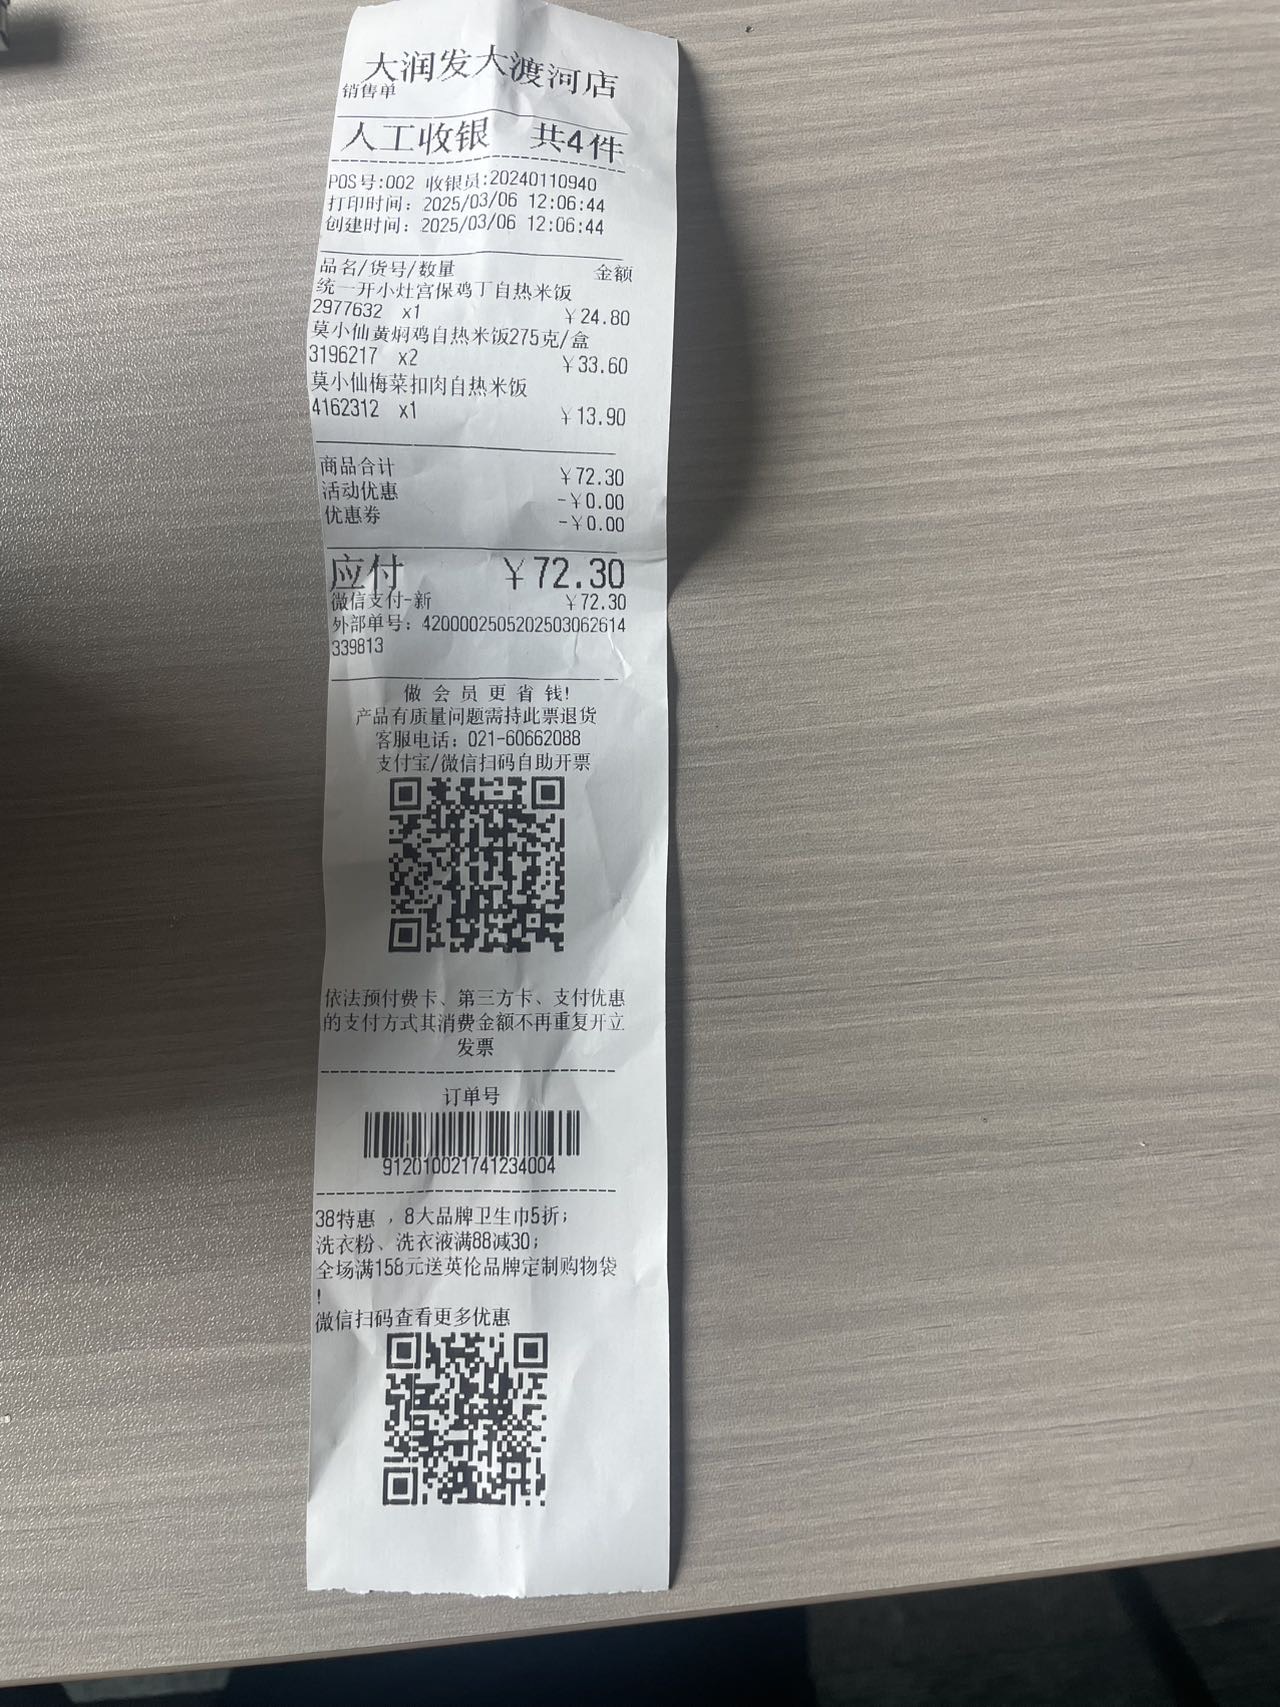 大润发大渡河店
销售单
人工收银 共4件
POS号:002 收银员:20240110940
打印时间: 2025/03/06 12:06:44
创建时间: 2025/03/06 12:06:44
品名/货号/数量 金额
统一开小灶宫保鸡丁自热米饭
2977632 x1 ￥24.80
莫小仙黄焖鸡自热米饭275克/盒
3196217 x2 ￥33.60
莫小仙梅菜扣肉自热米饭
4162312 x1 ￥13.90
商品合计 ￥72.30
活动优惠 -￥0.00
优惠券 -￥0.00
应付 ￥72.30
微信支付-新 ￥72.30
外部单号: 4200002505202503062614
339813
做会员更省钱!
产品有质量问题需持此票退货
客服电话: 021-60662088
支付宝/微信扫码自助开票
依法预付费卡、第三方卡、支付优惠
的支付方式其消费金额不再重复开立
发票
订单号
912010021741234004
38特惠 ，8大品牌卫生巾5折;
洗衣粉、洗衣液满88减30;
全场满158元送英伦品牌定制购物袋
!
微信扫码查看更多优惠